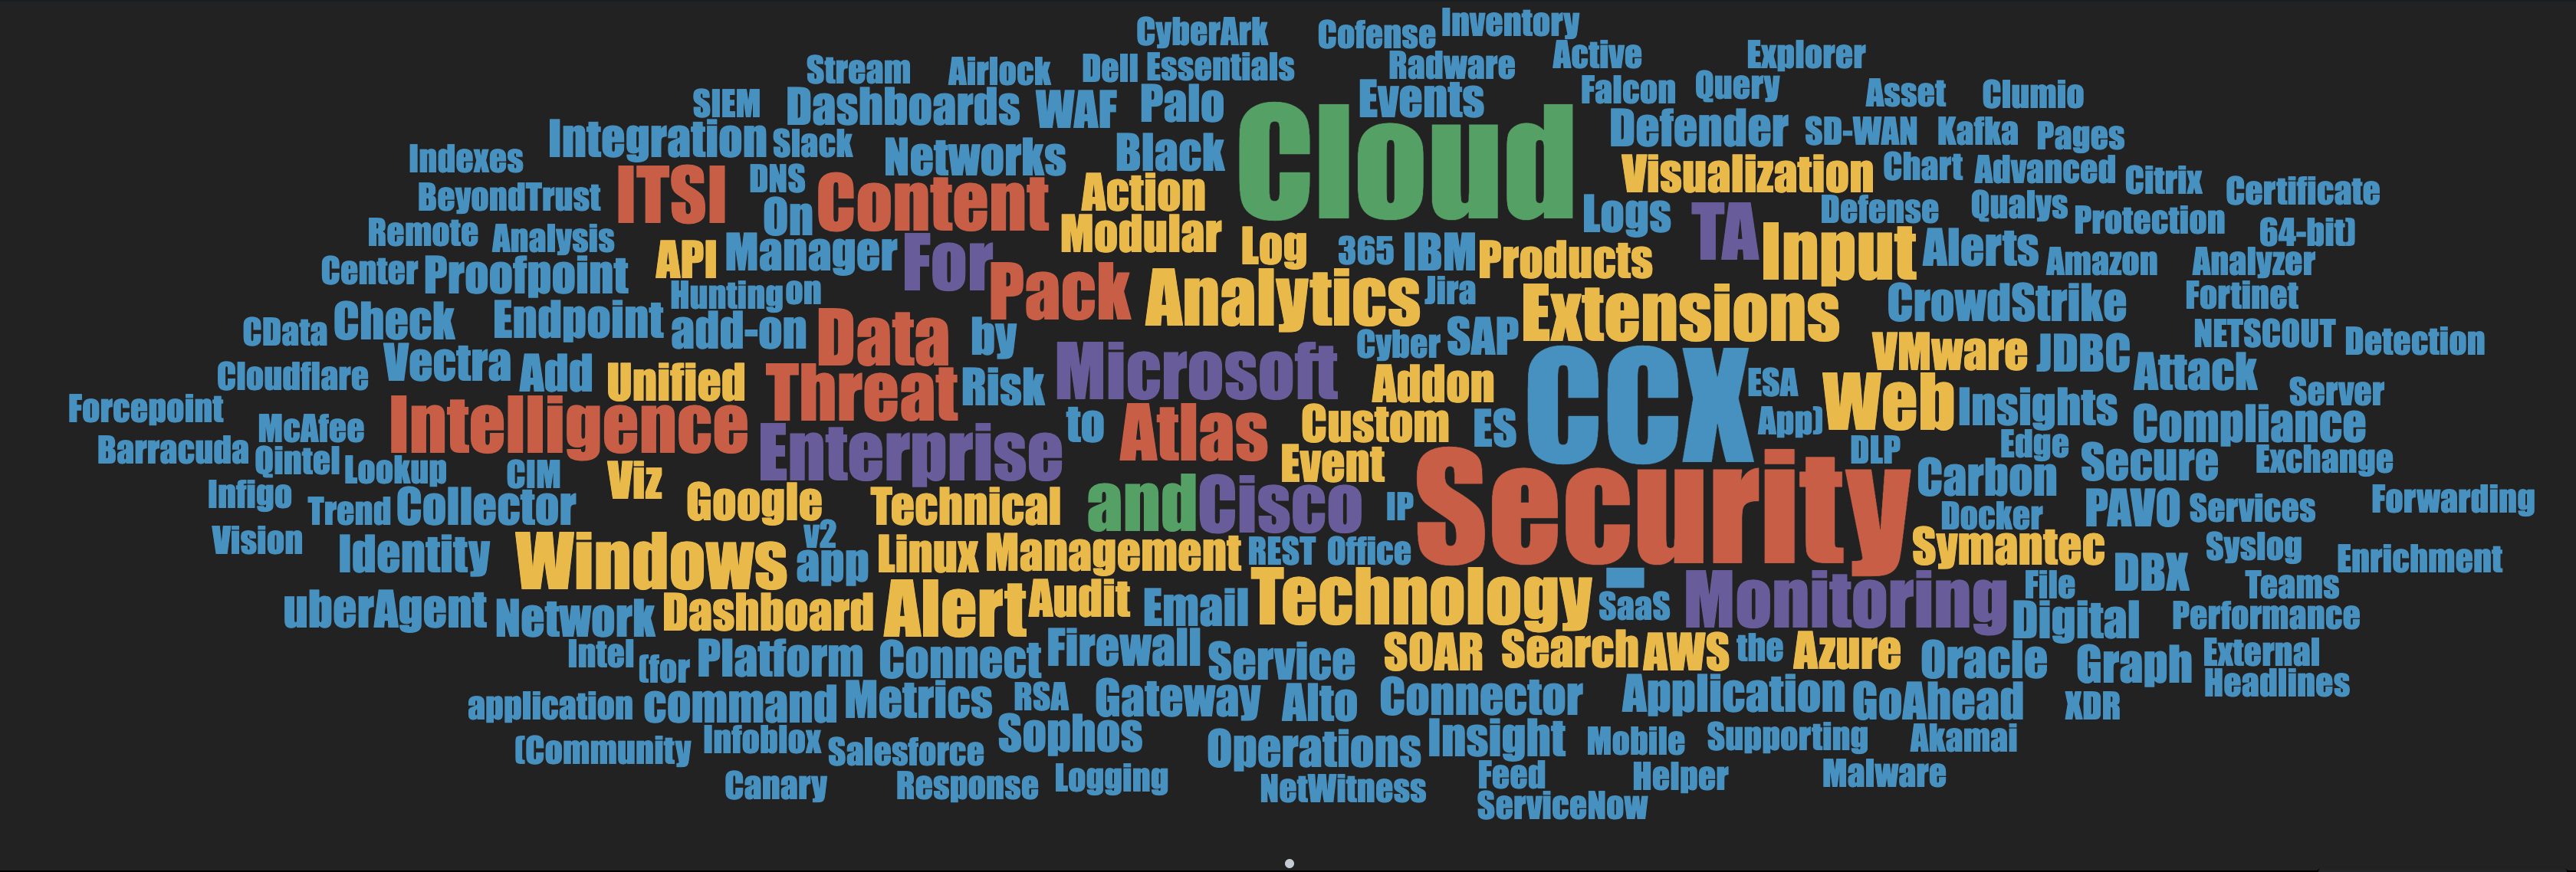 CyberArk Cofense Inventory
Stream Airlock Dell Essentials Radware Active Explorer
SIEM Dashboards WAF Palo Events Falcon Query Asset Clumio
Integration Slack Networks Black Cloud Defender SD-WAN Kafka Pages
Indexes DNS Visualization Chart Advanced Citrix Certificate
BeyondTrust ITSI On Content Action Logs TA Defense Qualys Protection 64-bit)
Remote Analysis API Manager For Modular Log 365 IBM Products Input Alerts Amazon Analyzer
Center Proofpoint Hunting on Pack Analytics Jira Extensions CrowdStrike Fortinet
CData Check Endpoint add-on Data by Cyber SAP VMware JDBC NETSCOUT Detection
Cloudflare Vectra Add Unified Threat Risk Microsoft Addon CCX ESA Web Attack Server
Forcepoint McAfee Intelligence Enterprise to Atlas Custom ES App) Insights Compliance
Barracuda Qintel Lookup CIM Viz Event DLP Edge Secure Exchange
Infigo Trend Collector Google Technical and Cisco IP Security Carbon PAVO Services Forwarding
Vision Identity Windows v2 app Linux Management REST Office Docker Symantec Syslog Enrichment
uberAgent Network Dashboard Alert Audit Email Technology - SaaS Monitoring File DBX Teams
Digital Performance
Intel (for Platform Connect Firewall Service SOAR Search AWS the Azure Oracle Graph External
application command Metrics RSA Gateway Alto Connector Application GoAhead XDR Headlines
(Community Infoblox Salesforce Sophos Operations Insight Mobile Supporting Akamai
Canary Response Logging NetWitness Feed Helper Malware
ServiceNow